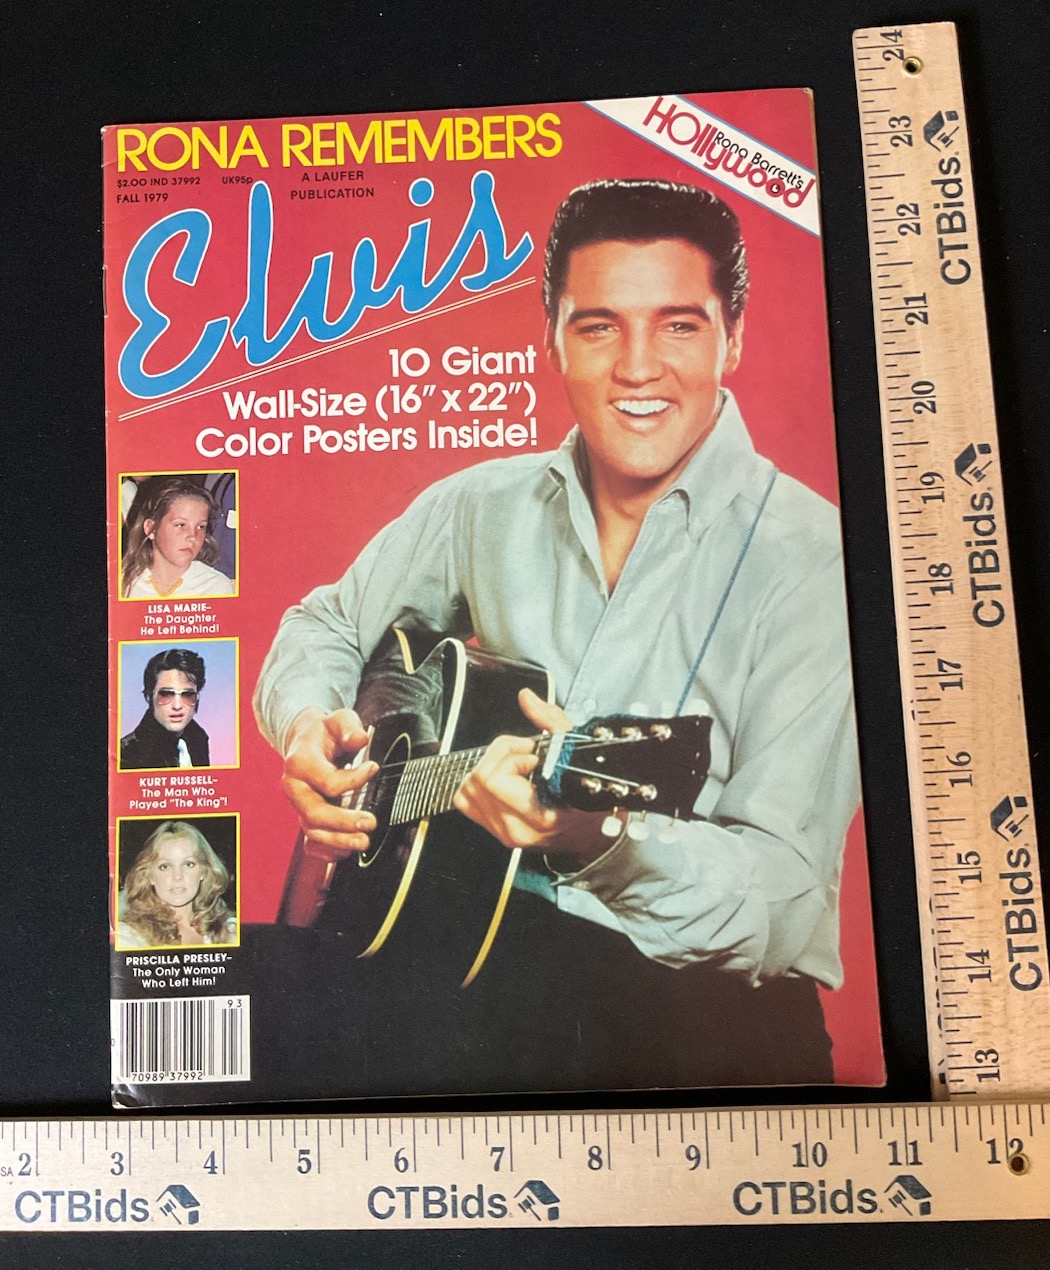 RONA REMEMBERS
$2.00 IND 37992 UK95p
FALL 1979
A LAUFER
PUBLICATION
Rona Barrett's
Hollywood
Elvis
10 Giant
Wall-Size (16" x 22")
Color Posters Inside!
LISA MARIE–
The Daughter
He Left Behind!
KURT RUSSELL–
The Man Who
Played "The King"!
PRISCILLA PRESLEY–
The Only Woman
Who Left Him!
93
0
70989 37992
24
23
22
21
20
19
18
17
16
15
14
13
CTBids.
CTBids.
CTBids.
SA 2 3 4 5 6 7 8 9 10 11 12
CTBids. CTBids. CTBids.